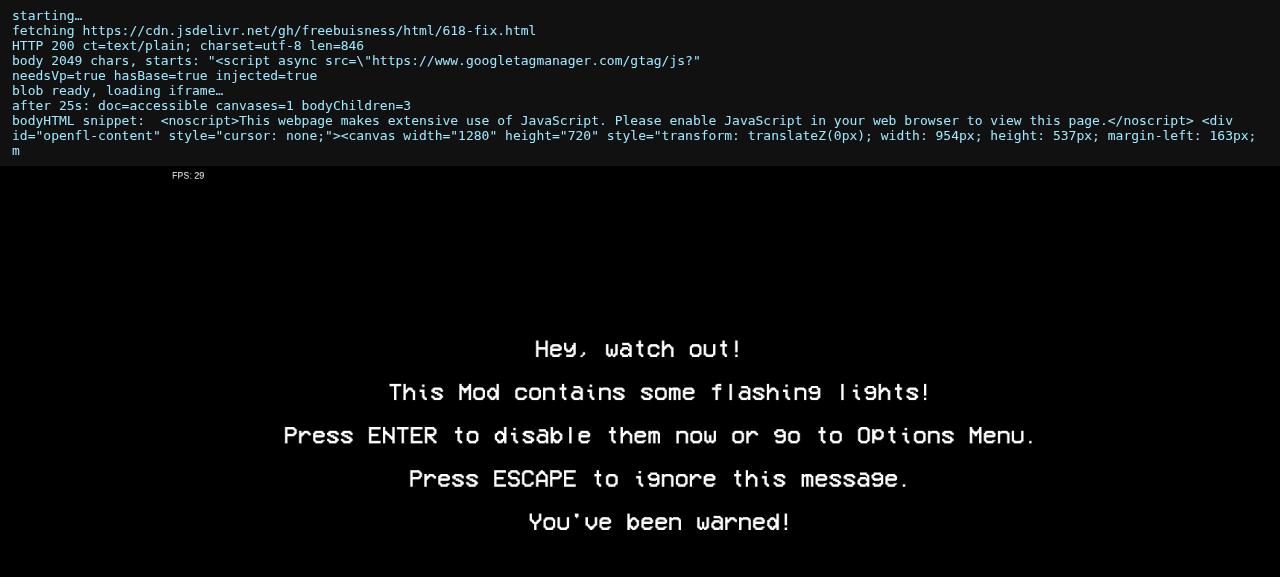 starting…
fetching https://cdn.jsdelivr.net/gh/freebuisness/html/618-fix.html
HTTP 200 ct=text/plain; charset=utf-8 len=846
body 2049 chars, starts: "<script async src=\"https://www.googletagmanager.com/gtag/js?"
needsVp=true hasBase=true injected=true
blob ready, loading iframe…
after 25s: doc=accessible canvases=1 bodyChildren=3
bodyHTML snippet:  <noscript>This webpage makes extensive use of JavaScript. Please enable JavaScript in your web browser to view this page.</noscript> <div
id="openfl-content" style="cursor: none;"><canvas width="1280" height="720" style="transform: translateZ(0px); width: 954px; height: 537px; margin-left: 163px;
m
FPS: 29
Hey, watch out!
This Mod contains some flashing lights!
Press ENTER to disable them now or go to Options Menu.
Press ESCAPE to ignore this message.
You've been warned!